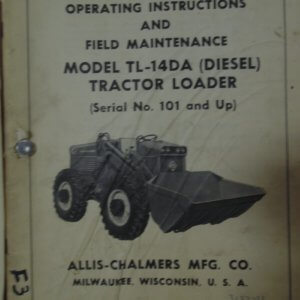 OPERATING INSTRUCTIONS
AND
FIELD MAINTENANCE
MODEL TL-14DA (DIESEL)
TRACTOR LOADER
(Serial No. 101 and Up)
ALLIS-CHALMERS MFG. CO.
MILWAUKEE, WISCONSIN, U. S. A.
F3